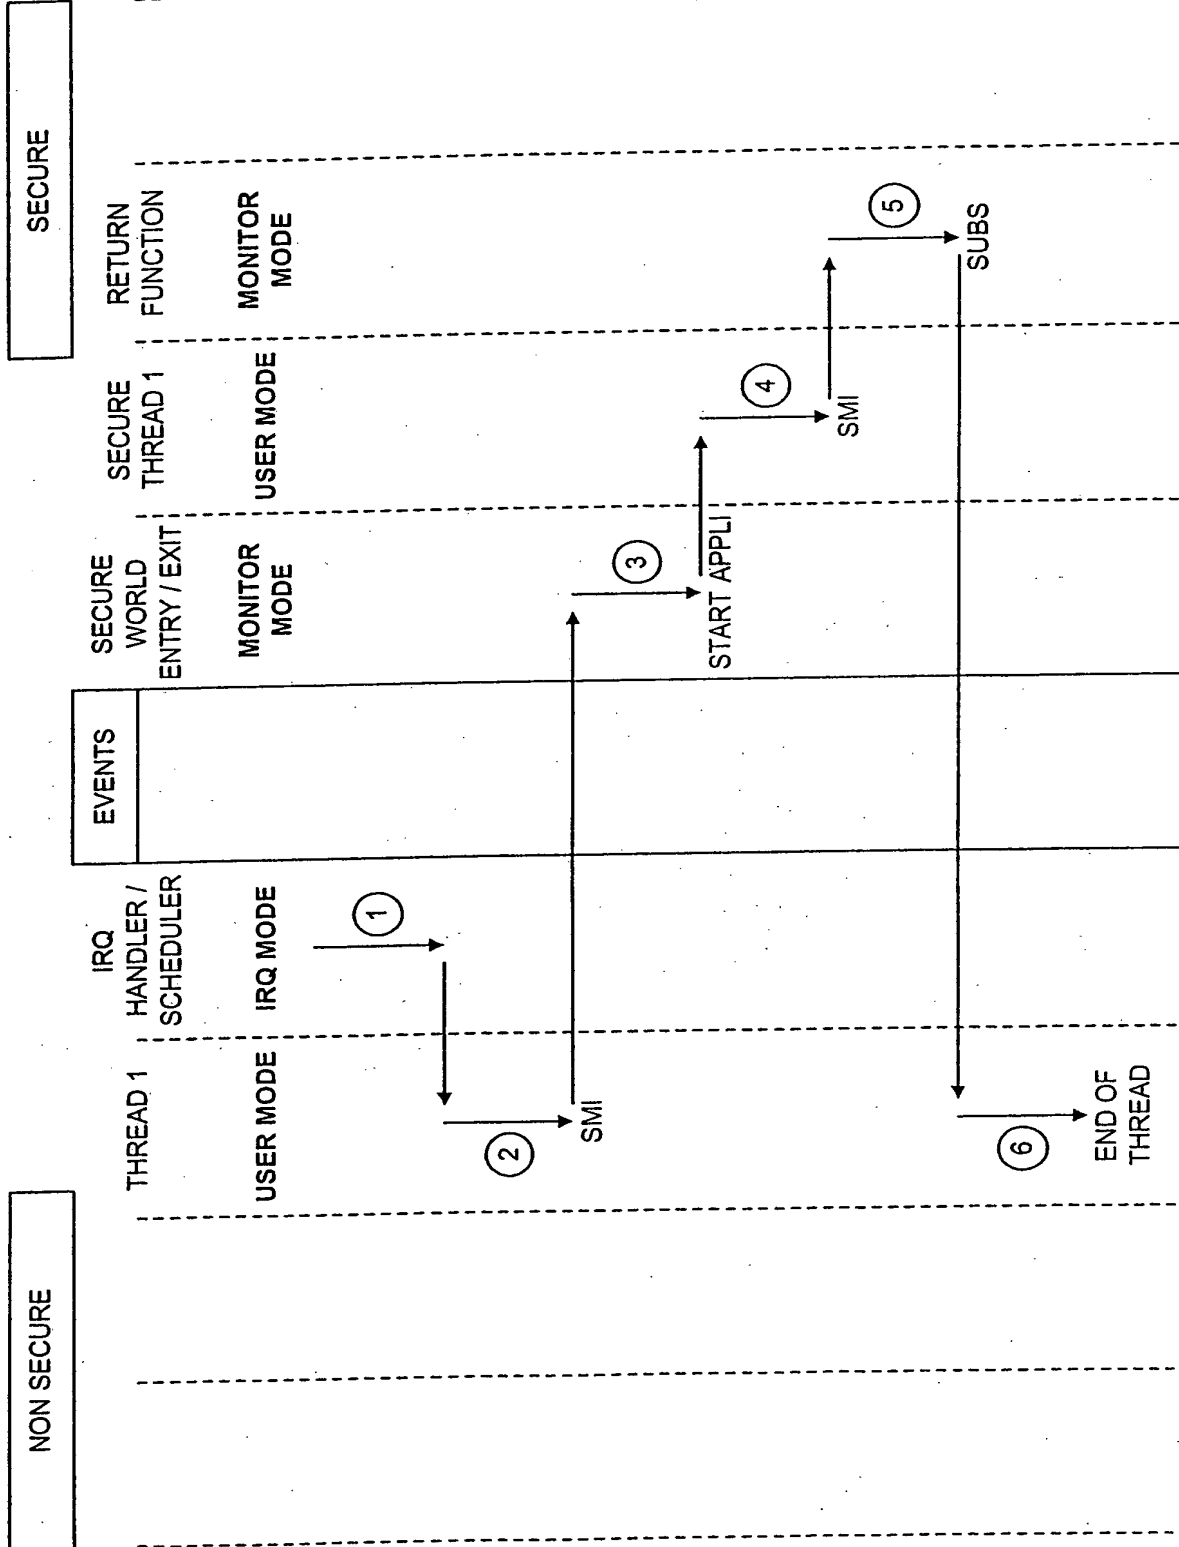 NON SECURE
SECURE
EVENTS
THREAD 1
USER MODE
IRQ
HANDLER /
SCHEDULER
IRQ MODE
SECURE
WORLD
ENTRY / EXIT
MONITOR
MODE
SECURE
THREAD 1
USER MODE
RETURN
FUNCTION
MONITOR
MODE
1
2
SMI
3
START APPLI
4
SMI
5
SUBS
6
END OF
THREAD